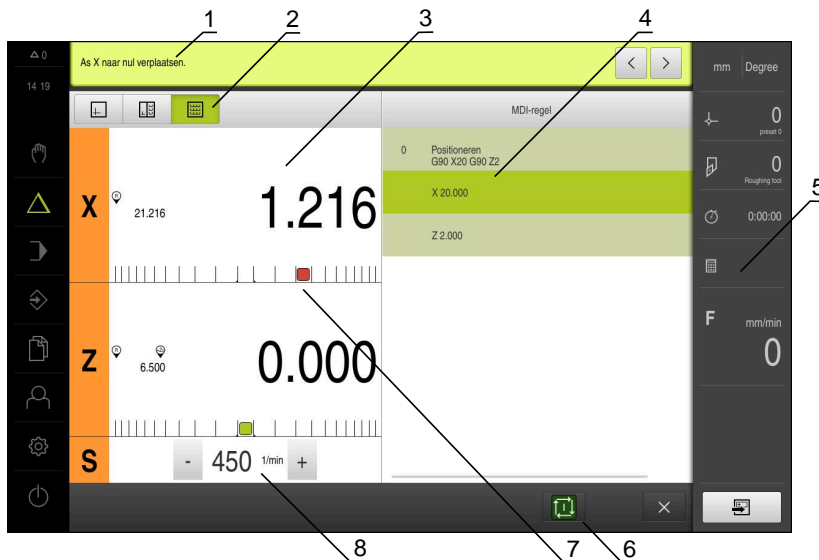 1
2
3
4
△ 0
As X naar nul verplaatsen.
mm
Degree
14 19
MDI-regel
0
preset 0
0
Positioneren
G90 X20 G90 Z2
0
Roughing tool
X
R
21.216
1.216
X 20.000
5
0:00:00
Z 2.000
F
mm/min
0
Z
R
6.500
0.000
S
-
450
1/min
+
8
7
6